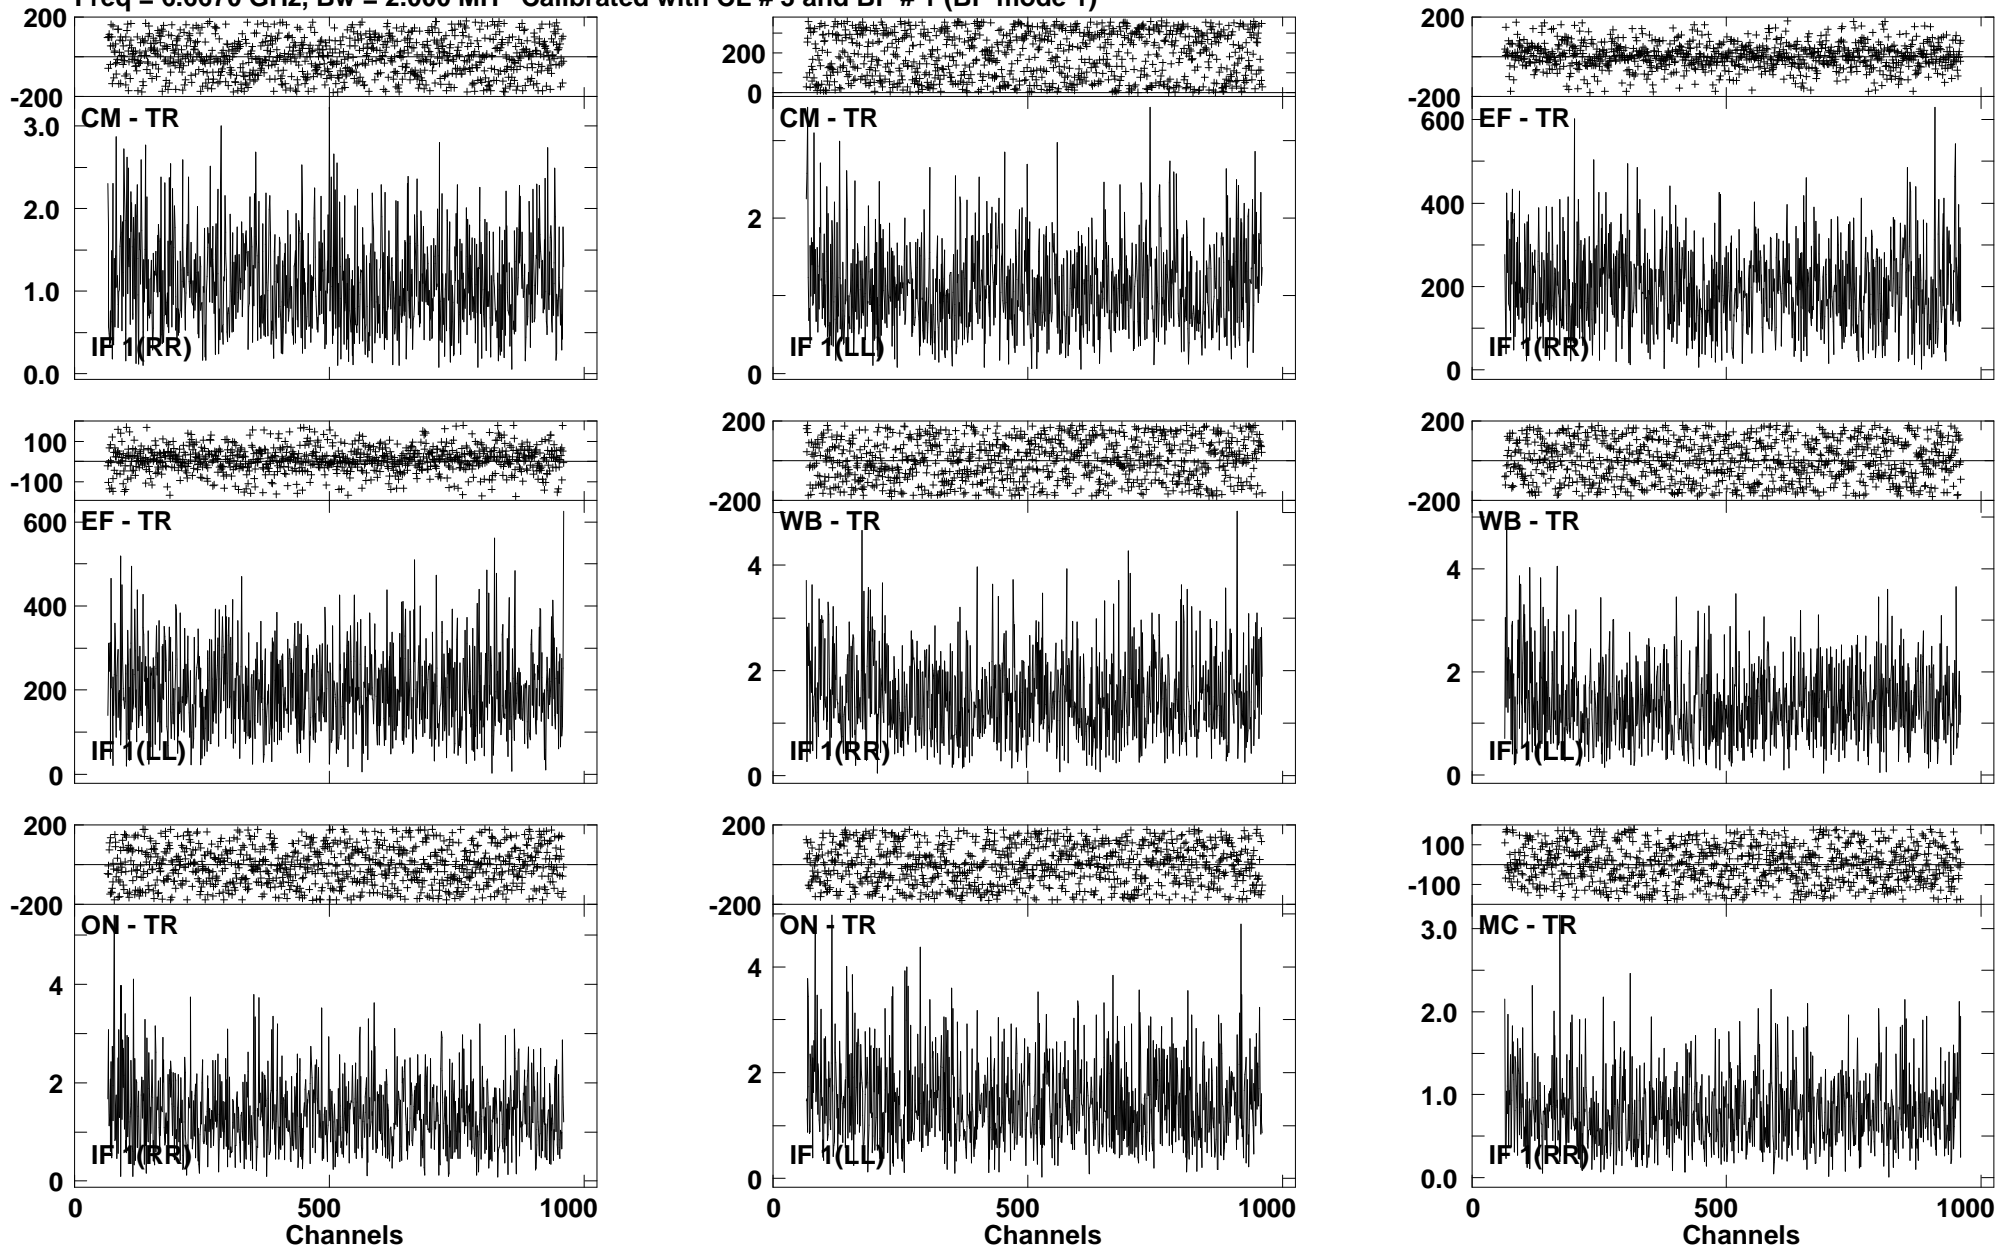 Freq = GHz, Bw = 2.000 MH Calibrated with CL # and BP # 1 (BP mode 1)
200
-200
CM - TR
3.0
2.0
1.0
0.0
IF 1(RR)
200
0
CM - TR
2
0
IF 1(LL)
200
-200
EF - TR
600
400
200
0
IF 1(RR)
100
-100
EF - TR
600
400
200
0
IF 1(LL)
200
-200
WB - TR
4
2
0
IF 1(RR)
200
-200
WB - TR
4
2
0
IF 1(LL)
200
-200
ON - TR
4
2
0
IF 1(RR)
0 500 1000
Channels
200
-200
ON - TR
4
2
0
IF 1(LL)
0 500 1000
Channels
100
-100
MC - TR
3.0
2.0
1.0
0.0
IF 1(RR)
0 500 1000
Channels